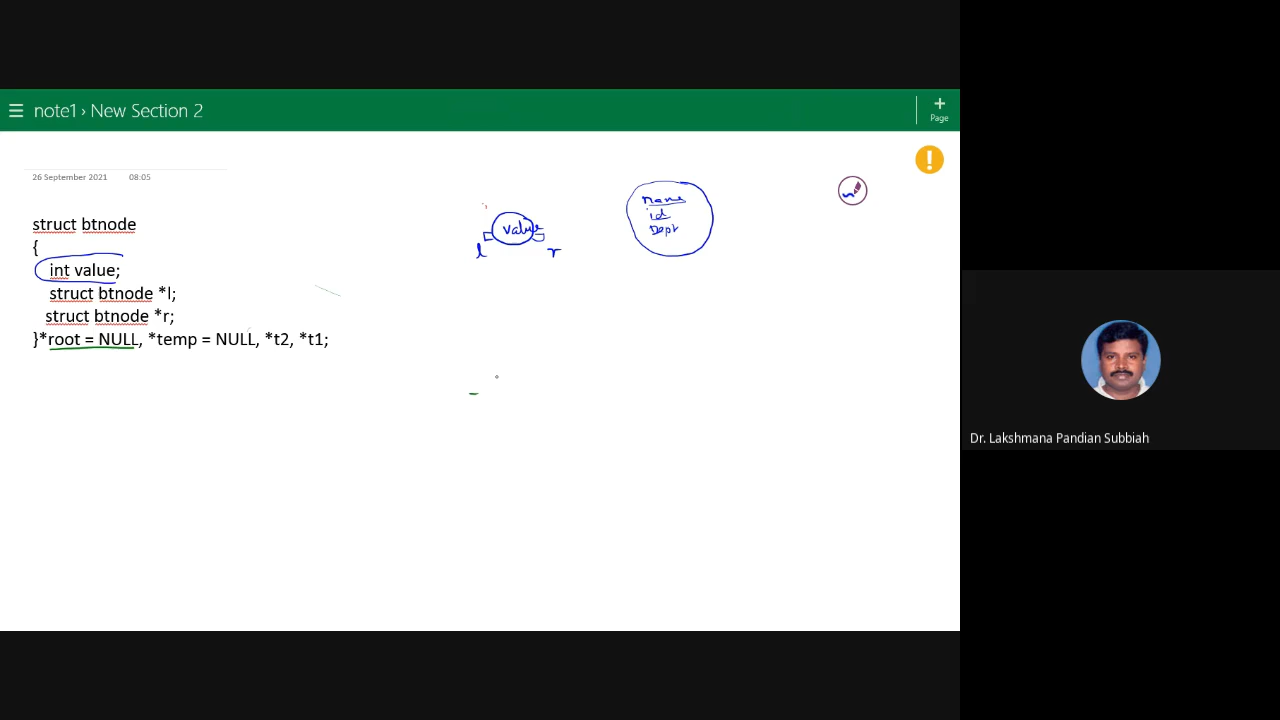 note1 › New Section 2
+
Page
26 September 2021 08:05
struct btnode
{
int value;
struct btnode *l;
struct btnode *r;
}*root = NULL, *temp = NULL, *t2, *t1;
value
l r
name
id
Dept
!
Dr. Lakshmana Pandian Subbiah